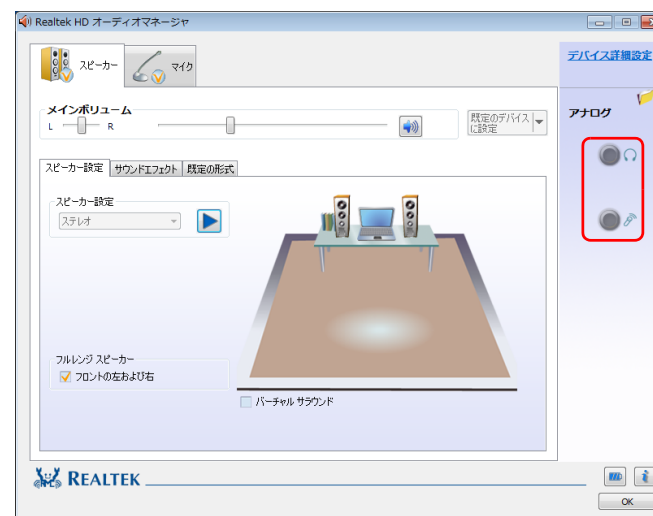 Realtek HD オーディオマネージャ
スピーカー
マイク
デバイス詳細設定
メインボリューム
L
R
既定のデバイス
に設定
アナログ
スピーカー設定
サウンドエフェクト
既定の形式
スピーカー設定
ステレオ
フルレンジ スピーカー
フロントの左および右
バーチャル サラウンド
REALTEK
OK